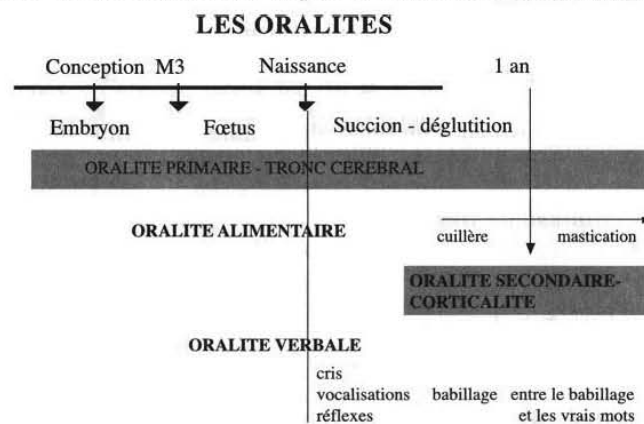 LES ORALITES
Conception M3 Naissance 1 an
Embryon Fœtus Succion - déglutition
ORALITE PRIMAIRE - TRONC CEREBRAL
ORALITE ALIMENTAIRE
cuillère mastication
ORALITE SECONDAIRE-
CORTICALITE
ORALITE VERBALE
cris
vocalisations babillage entre le babillage
réflexes et les vrais mots